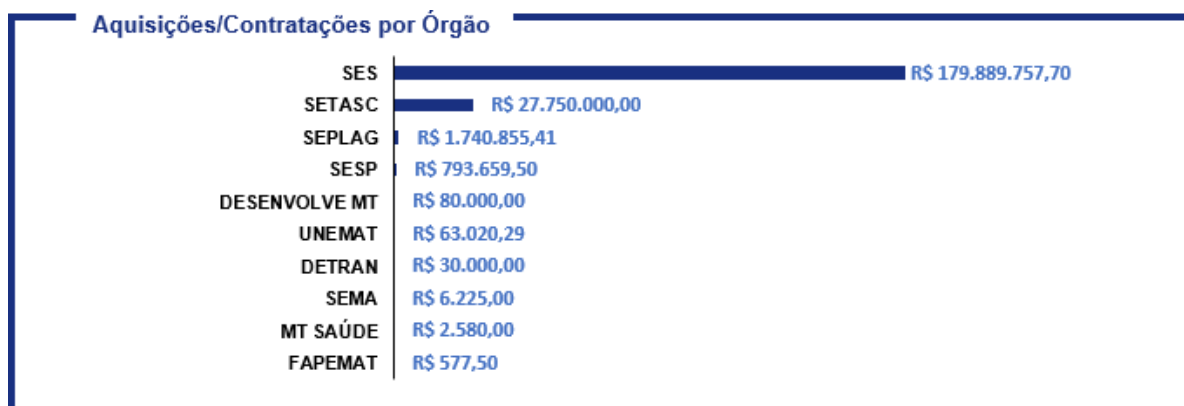 Aquisições/Contratações por Órgão
SES R$ 179.889.757,70
SETASC R$ 27.750.000,00
SEPLAG R$ 1.740.855,41
SESP R$ 793.659,50
DESENVOLVE MT R$ 80.000,00
UNEMAT R$ 63.020,29
DETRAN R$ 30.000,00
SEMA R$ 6.225,00
MT SAÚDE R$ 2.580,00
FAPEMAT R$ 577,50